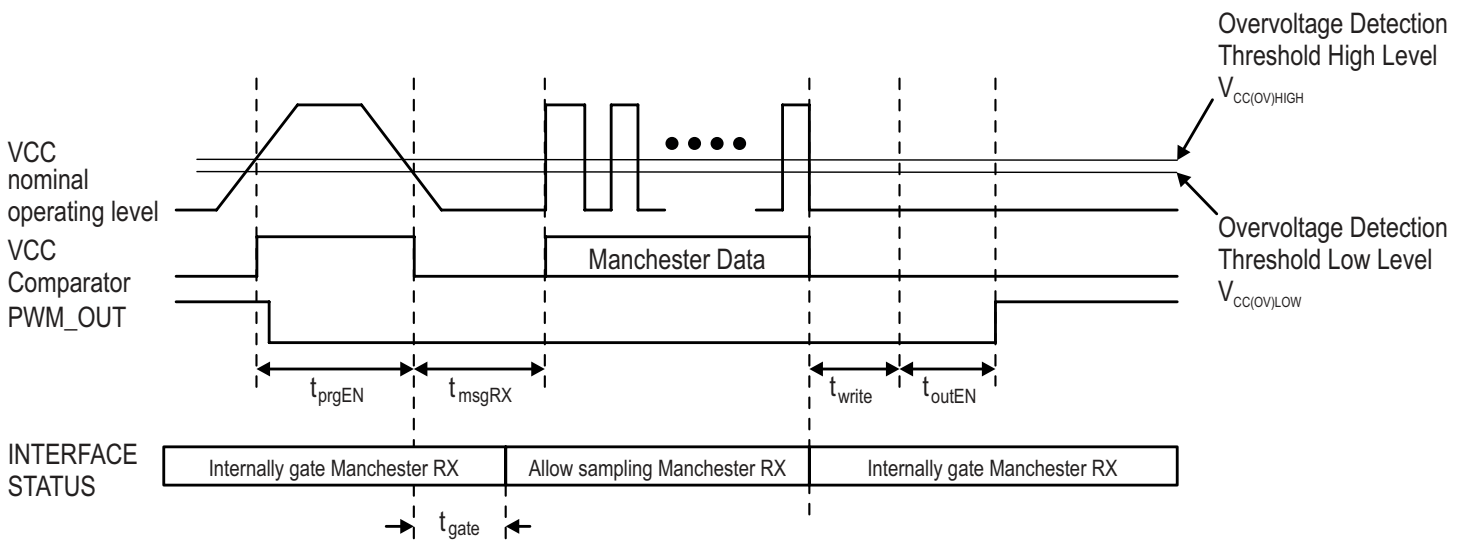 Overvoltage Detection
Threshold High Level
VCC(OV)HIGH
VCC
nominal
operating level
VCC
Comparator
Manchester Data
PWM_OUT
Overvoltage Detection
Threshold Low Level
VCC(OV)LOW
tprgEN
tmsgRX
twrite
toutEN
INTERFACE
STATUS
Internally gate Manchester RX
Allow sampling Manchester RX
Internally gate Manchester RX
tgate